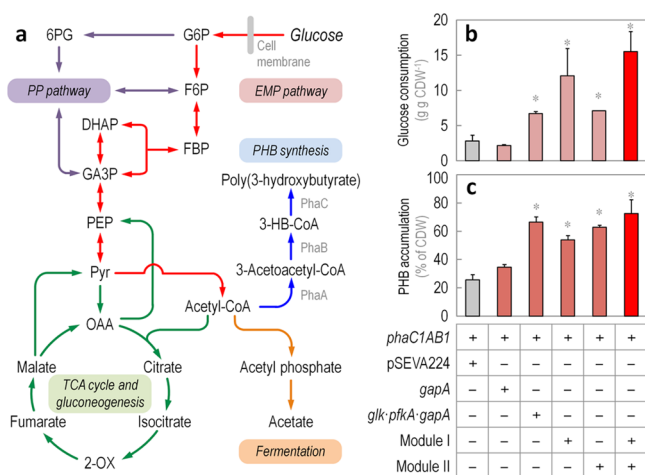 a
6PG
G6P
Glucose
Cell
membrane
PP pathway
F6P
EMP pathway
DHAP
FBP
PHB synthesis
GA3P
Poly(3-hydroxybutyrate)
PhaC
PEP
3-HB-CoA
PhaB
3-Acetoacetyl-CoA
Pyr
PhaA
Acetyl-CoA
OAA
Malate
Citrate
Acetyl phosphate
TCA cycle and
gluconeogenesis
Fumarate
Isocitrate
Acetate
2-OX
Fermentation
b
Glucose consumption
(g g CDW-1)
20
15
10
5
0
* * * *
c
PHB accumulation
(% of CDW)
100
80
60
40
20
0
* * * *
phaC1AB1 + + + + + +
pSEVA224 + – – – – –
gapA – + – – – –
glk·pfkA·gapA – – + – – –
Module I – – – + – +
Module II – – – – + +